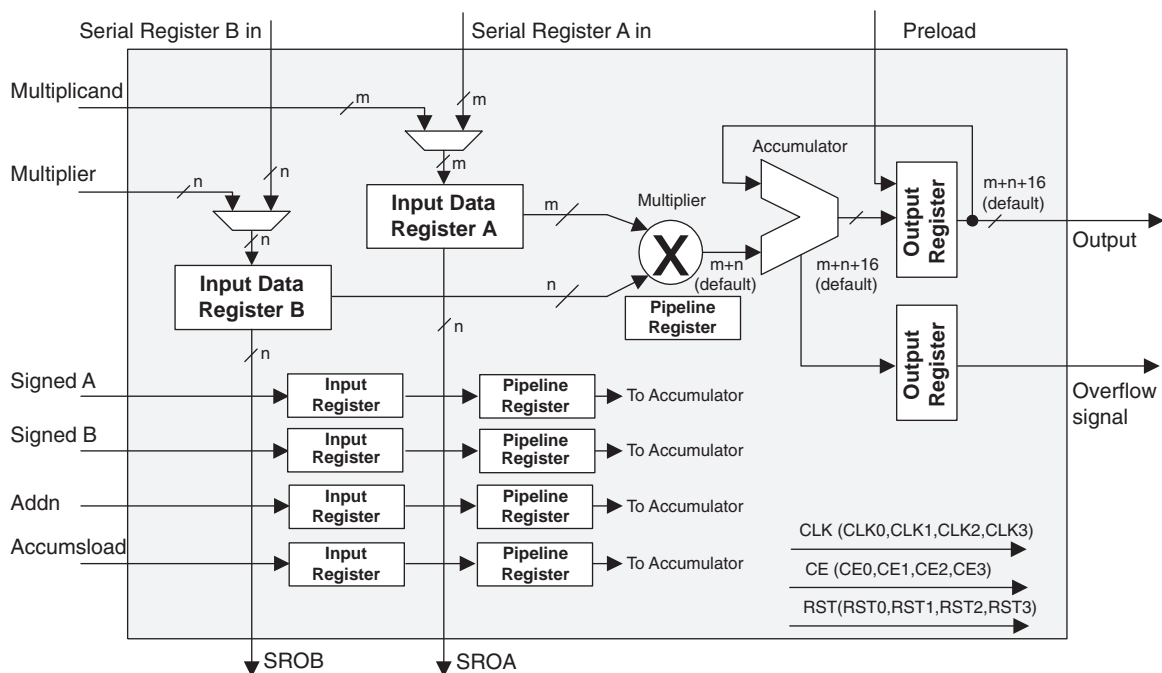 Serial Register B in
Serial Register A in
Preload
Multiplicand
m
m
Multiplier
n
n
m
n
Input Data
Register A
Input Data
Register B
m
n
Multiplier
X
Pipeline
Register
m+n
(default)
Accumulator
m+n+16
(default)
Output
Register
m+n+16
(default)
Output
Output
Register
Overflow
signal
n
n
Signed A
Input
Register
Pipeline
Register
To Accumulator
Signed B
Input
Register
Pipeline
Register
To Accumulator
Addn
Input
Register
Pipeline
Register
To Accumulator
Accumsload
Input
Register
Pipeline
Register
To Accumulator
CLK (CLK0,CLK1,CLK2,CLK3)
CE (CE0,CE1,CE2,CE3)
RST(RST0,RST1,RST2,RST3)
SROB
SROA